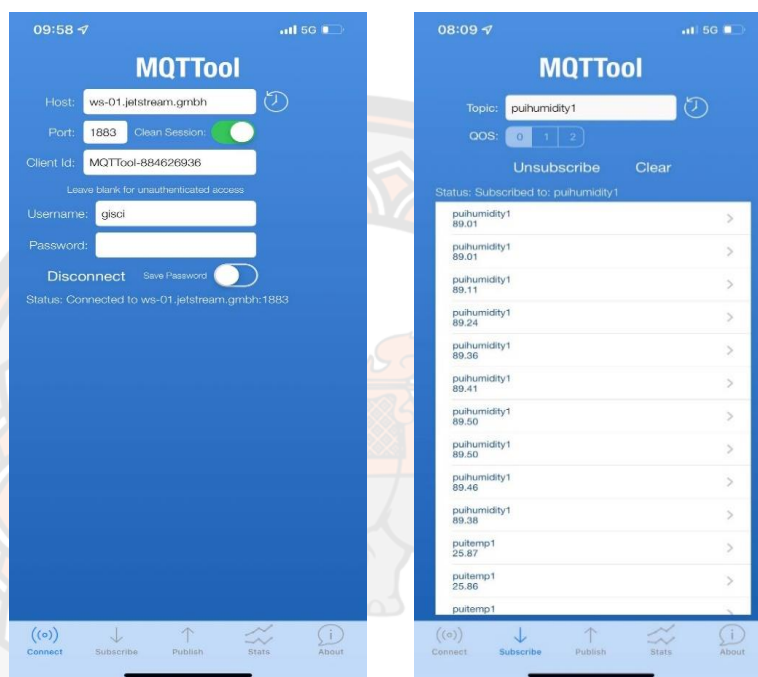 09:58
5G
MQTTool
Host: ws-01.jetstream.gmbh
Port: 1883 Clean Session:
Client Id: MQTTool-884626936
Leave blank for unauthenticated access
Username: gisci
Password:
Disconnect Save Password
Status: Connected to ws-01.jetstream.gmbh:1883
Connect Subscribe Publish Stats About
08:09
5G
MQTTool
Topic: puihumidity1
QOS: 0 1 2
Unsubscribe Clear
Status: Subscribed to: puihumidity1
puihumidity1
89.01
puihumidity1
89.01
puihumidity1
89.11
puihumidity1
89.24
puihumidity1
89.36
puihumidity1
89.41
puihumidity1
89.50
puihumidity1
89.50
puihumidity1
89.46
puihumidity1
89.38
puitemp1
25.87
puitemp1
25.86
puitemp1
Connect Subscribe Publish Stats About